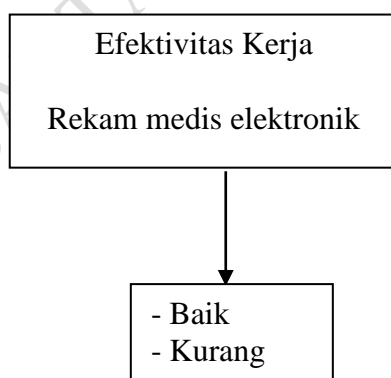 Efektivitas Kerja
Rekam medis elektronik
- Baik
- Kurang